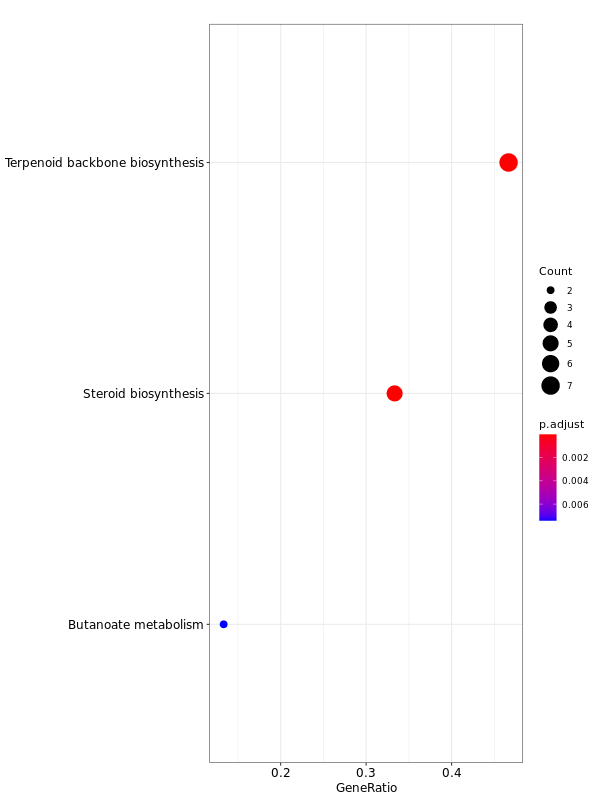 Terpenoid backbone biosynthesis
Steroid biosynthesis
Butanoate metabolism
0.2 0.3 0.4
GeneRatio
Count
2
3
4
5
6
7
p.adjust
0.002
0.004
0.006